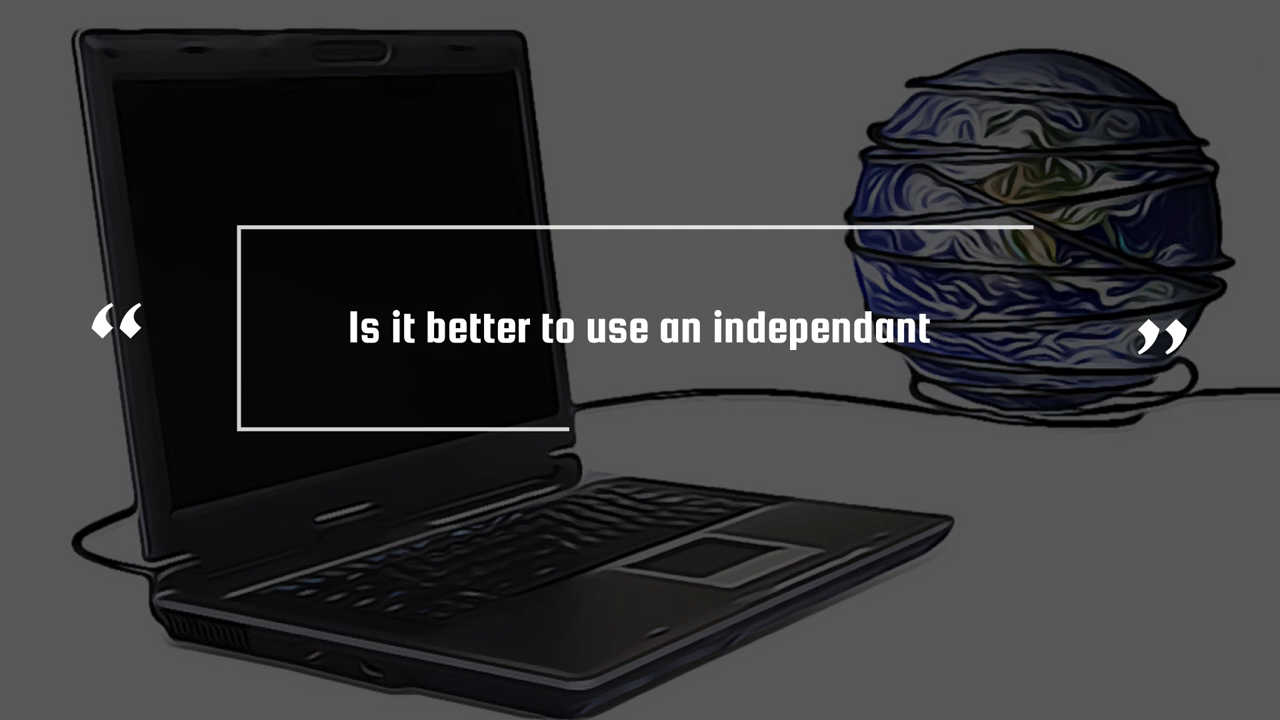 “ Is it better to use an independant ”